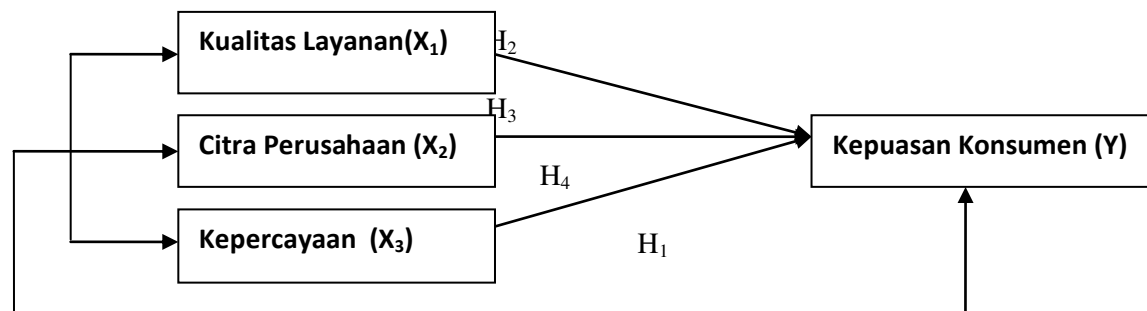 Kualitas Layanan(X₁)
H₂
H₃
Citra Perusahaan (X₂)
Kepuasan Konsumen (Y)
H₄
Kepercayaan (X₃)
H₁